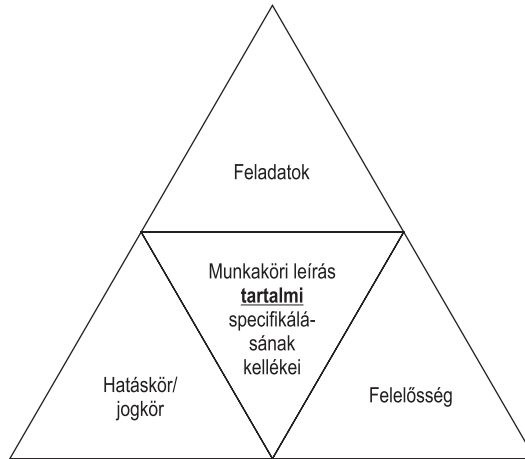 Feladatok
Munkaköri leírás
tartalmi
specifikálá-
sának
kellékei
Hatáskör/
jogkör
Felelősség